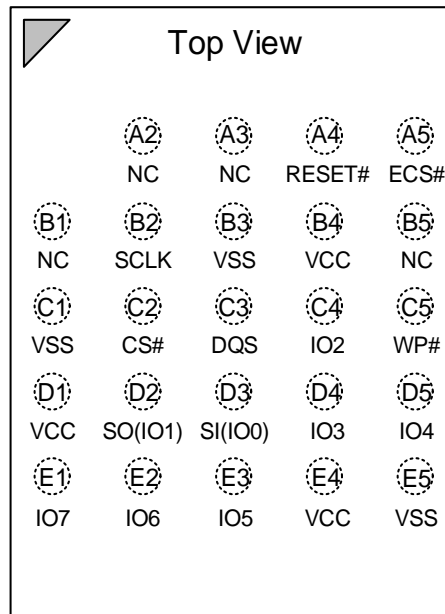 Top View
A2 A3 A4 A5
NC NC RESET# ECS#
B1 B2 B3 B4 B5
NC SCLK VSS VCC NC
C1 C2 C3 C4 C5
VSS CS# DQS IO2 WP#
D1 D2 D3 D4 D5
VCC SO(IO1) SI(IO0) IO3 IO4
E1 E2 E3 E4 E5
IO7 IO6 IO5 VCC VSS